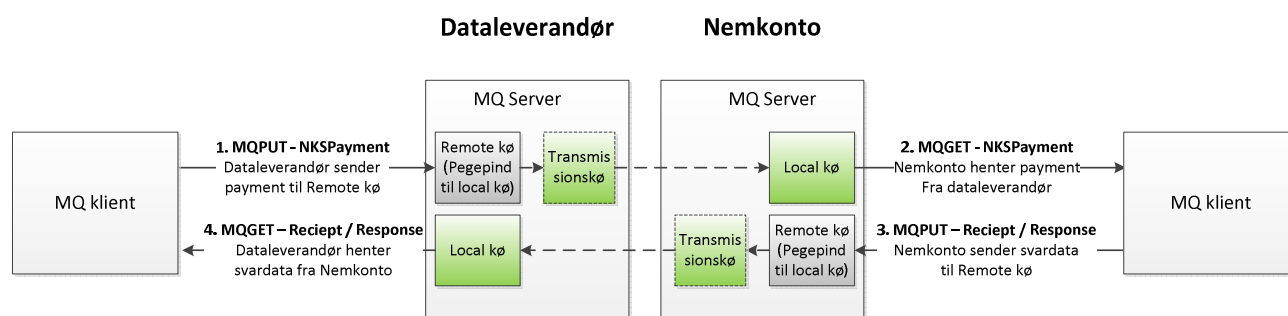 Dataleverandør
Nemkonto
MQ Server
MQ Server
MQ klient
1. MQPUT - NKSPayment
Dataleverandør sender
payment til Remote kø
Remote kø
(Pegepind
til local kø)
Transmis
sionskø
Local kø
2. MQGET - NKSPayment
Nemkonto henter payment
Fra dataleverandør
MQ klient
4. MQGET – Reciept / Response
Dataleverandør henter
svardata fra Nemkonto
Local kø
Transmis
sionskø
Remote kø
(Pegepind
til local kø)
3. MQPUT – Reciept / Response
Nemkonto sender svardata
til Remote kø